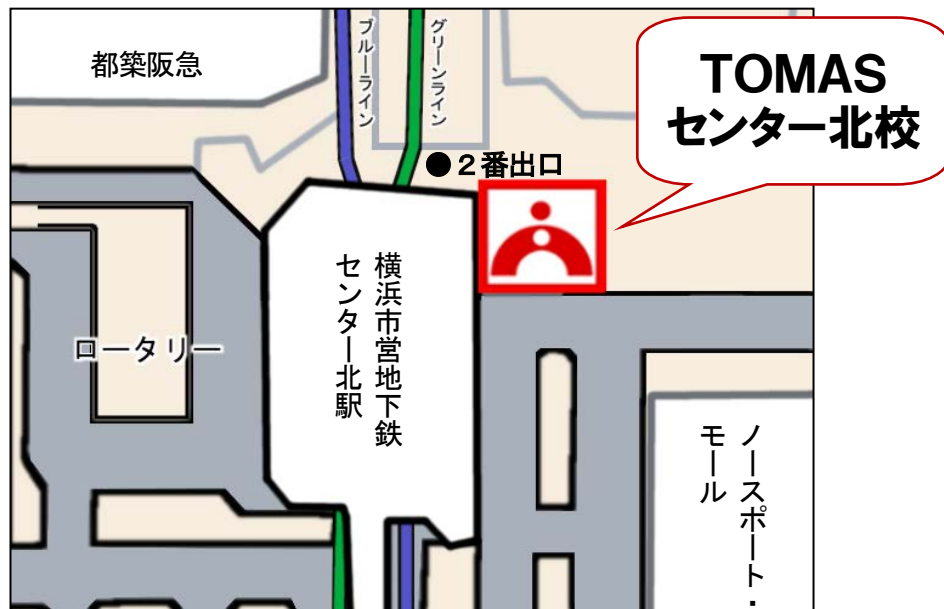 都築阪急
ブルーライン
グリーンライン
TOMAS
センター北校
●２番出口
横浜市営地下鉄
センター北駅
ロータリー
ノースポート・
モール